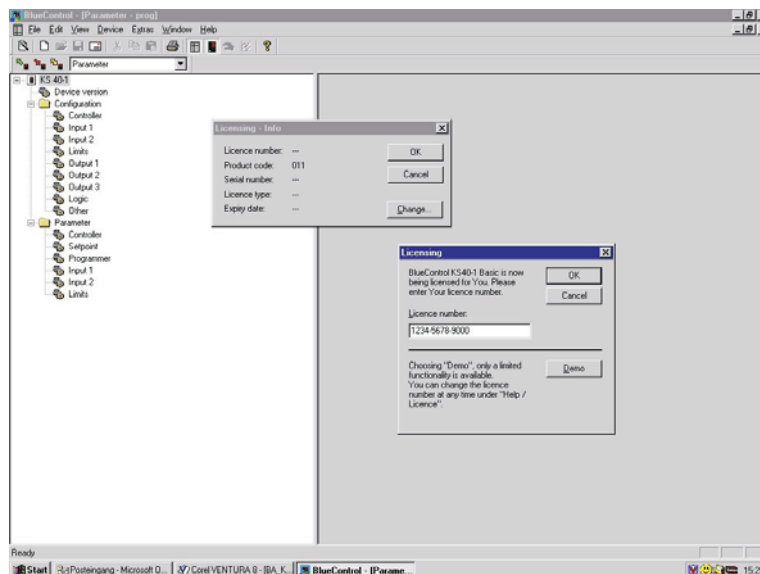 BlueControl - [Parameter - prog]
File Edit View Device Extras Window Help
Parameter
KS 40-1
Device version
Configuration
Controller
Input 1
Input 2
Limits
Output 1
Output 2
Output 3
Logic
Other
Parameter
Controller
Setpoint
Programmer
Input 1
Input 2
Limits
Licensing - Info
Licence number: ---
Product code: 011
Serial number: ---
Licence type: ---
Expiry date: ---
OK
Cancel
Change...
Licensing
BlueControl KS40-1 Basic is now
being licensed for You. Please
enter Your licence number.
Licence number:
1234-5678-9000
OK
Cancel
Choosing "Demo", only a limited
functionality is available.
You can change the licence
number at any time under "Help /
Licence".
Demo
Ready
Start Posteingang - Microsoft O... Corel VENTURA 8 - [BA_K... BlueControl - [Parame...